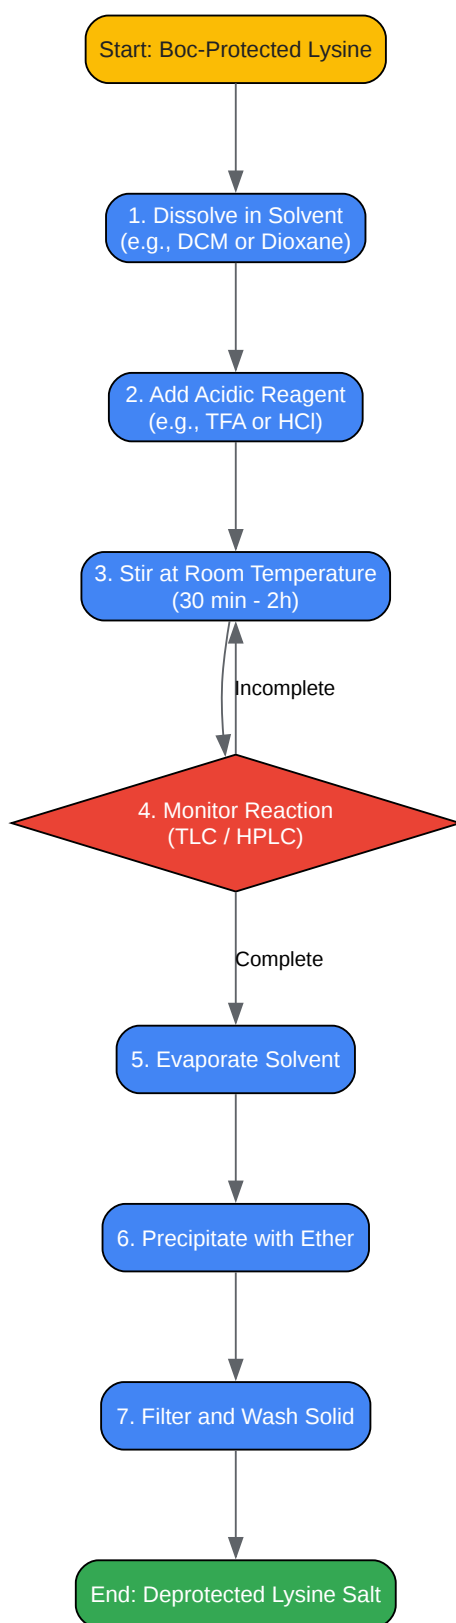 Start: Boc-Protected Lysine
1. Dissolve in Solvent
(e.g., DCM or Dioxane)
2. Add Acidic Reagent
(e.g., TFA or HCl)
3. Stir at Room Temperature
(30 min - 2h)
Incomplete
4. Monitor Reaction
(TLC / HPLC)
Complete
5. Evaporate Solvent
6. Precipitate with Ether
7. Filter and Wash Solid
End: Deprotected Lysine Salt